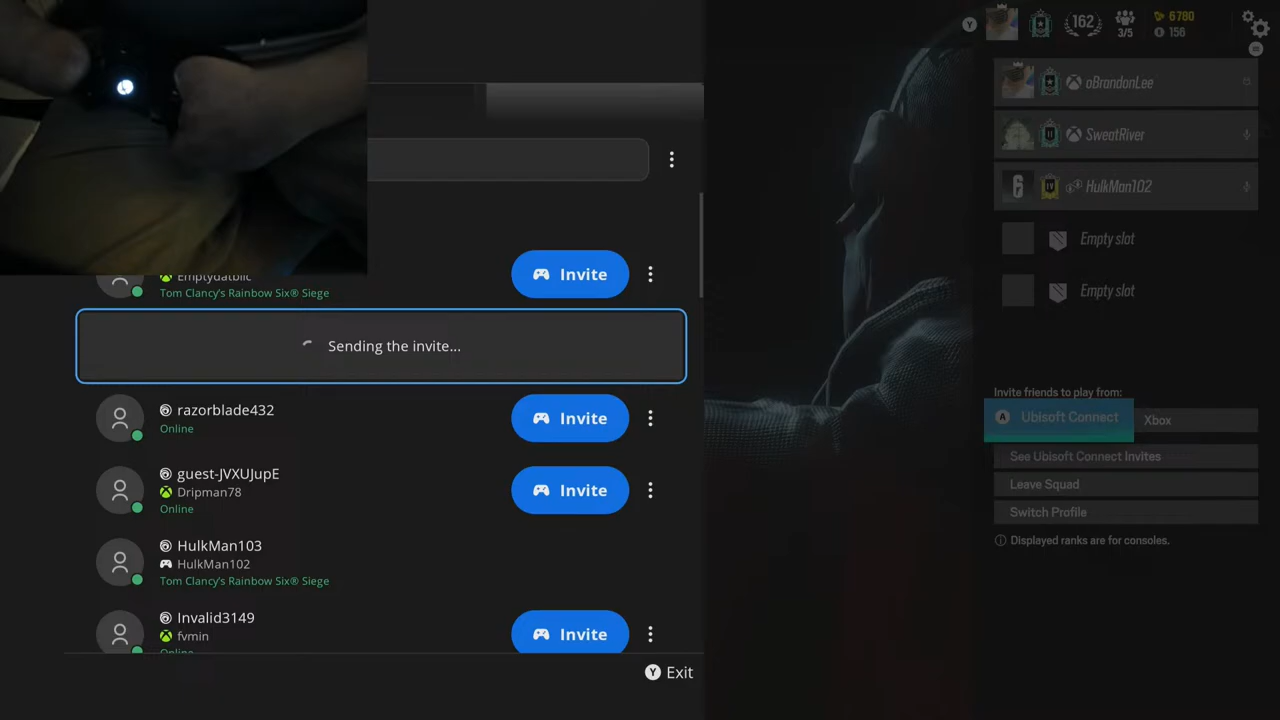 Emptydatblic
Tom Clancy's Rainbow Six® Siege
Invite
Sending the invite...
razorblade432
Online
Invite
guest-JVXUJupE
Dripman78
Online
Invite
HulkMan103
HulkMan102
Tom Clancy's Rainbow Six® Siege
Invalid3149
fvmin
Online
Invite
Y Exit
Y
162
3/5
6780
156
oBrandonLee
SweatRiver
HulkMan102
Empty slot
Empty slot
Invite friends to play from:
A Ubisoft Connect
Xbox
See Ubisoft Connect Invites
Leave Squad
Switch Profile
Displayed ranks are for consoles.